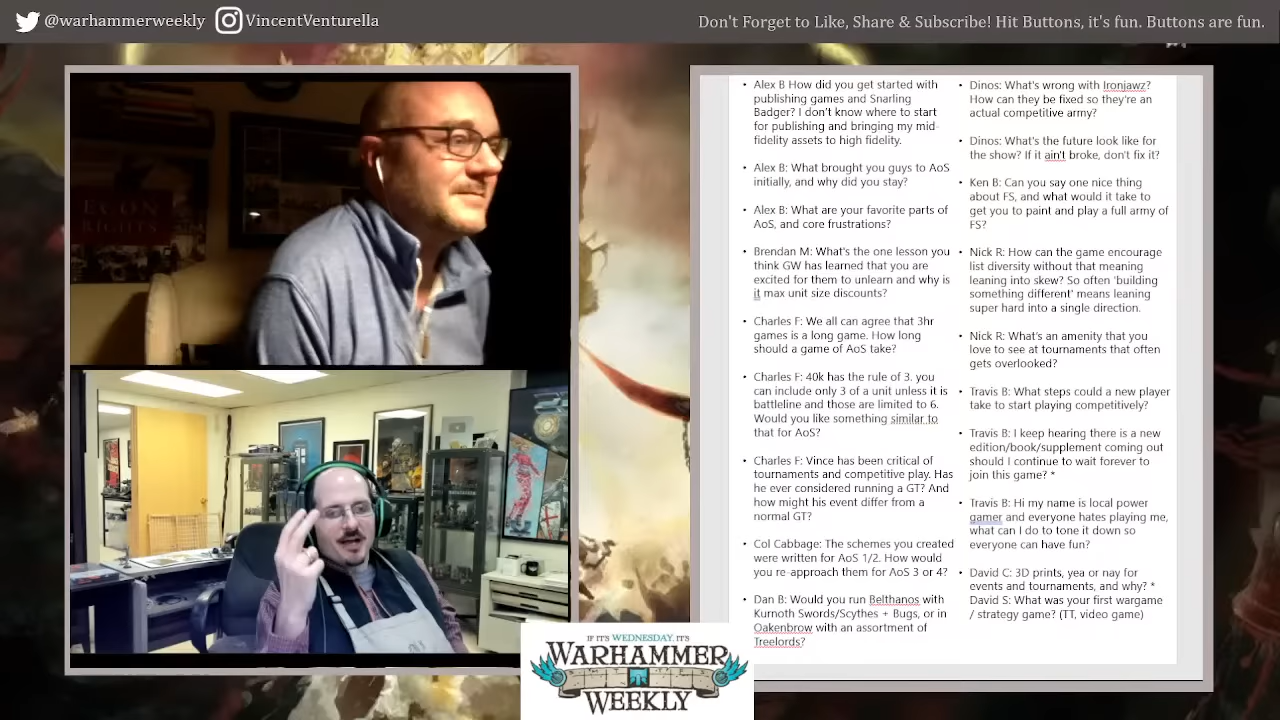 @warhammerweekly VincentVenturella
Don't Forget to Like, Share & Subscribe! Hit Buttons, it's fun. Buttons are fun.
ECON
RIGHTS
• Alex B How did you get started with
publishing games and Snarling
Badger? I don't know where to start
for publishing and bringing my mid-
fidelity assets to high fidelity.
• Alex B: What brought you guys to AoS
initially, and why did you stay?
• Alex B: What are your favorite parts of
AoS, and core frustrations?
• Brendan M: What's the one lesson you
think GW has learned that you are
excited for them to unlearn and why is
it max unit size discounts?
• Charles F: We all can agree that 3hr
games is a long game. How long
should a game of AoS take?
• Charles F: 40k has the rule of 3. you
can include only 3 of a unit unless it is
battleline and those are limited to 6.
Would you like something similar to
that for AoS?
• Charles F: Vince has been critical of
tournaments and competitive play. Has
he ever considered running a GT? And
how might his event differ from a
normal GT?
• Col Cabbage: The schemes you created
were written for AoS 1/2. How would
you re-approach them for AoS 3 or 4?
• Dan B: Would you run Belthanos with
Kurnoth Swords/Scythes + Bugs, or in
Oakenbrow with an assortment of
Treelords?
• Dinos: What's wrong with Ironjawz?
How can they be fixed so they're an
actual competitive army?
• Dinos: What's the future look like for
the show? If it ain't broke, don't fix it?
• Ken B: Can you say one nice thing
about FS, and what would it take to
get you to paint and play a full army of
FS?
• Nick R: How can the game encourage
list diversity without that meaning
leaning into skew? So often 'building
something different' means leaning
super hard into a single direction.
• Nick R: What's an amenity that you
love to see at tournaments that often
gets overlooked?
• Travis B: What steps could a new player
take to start playing competitively?
• Travis B: I keep hearing there is a new
edition/book/supplement coming out
should I continue to wait forever to
join this game? *
• Travis B: Hi my name is local power
gamer and everyone hates playing me,
what can I do to tone it down so
everyone can have fun?
• David C: 3D prints, yea or nay for
events and tournaments, and why? *
David S: What was your first wargame
/ strategy game? (TT, video game)
IF IT'S WEDNESDAY, IT'S
WARHAMMER
WEEKLY